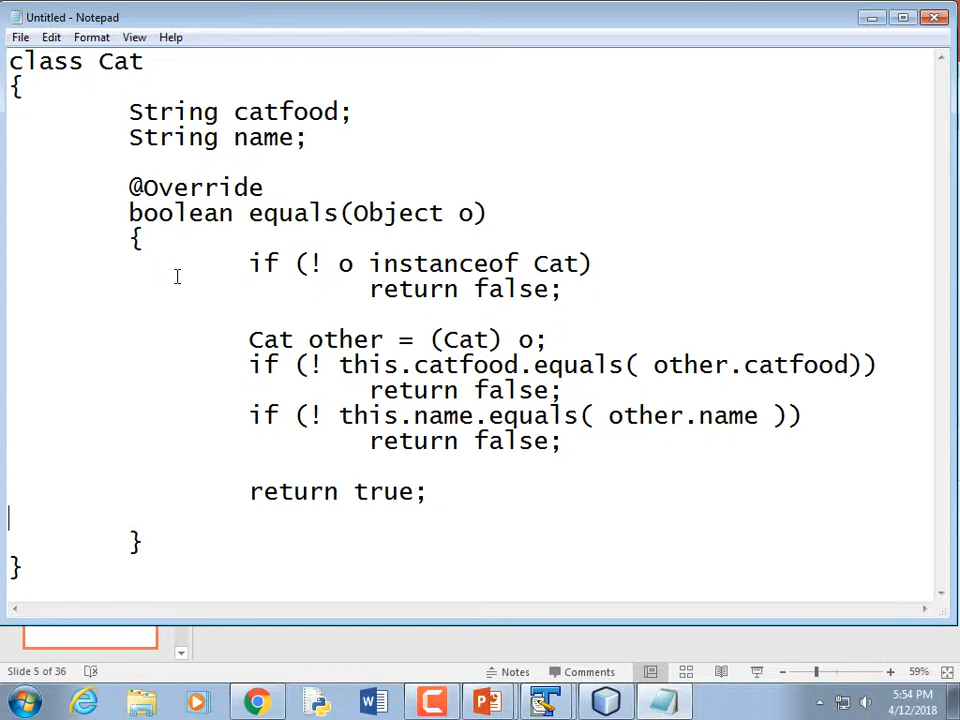 Untitled - Notepad
File Edit Format View Help
class Cat
{
String catfood;
String name;
@Override
boolean equals(Object o)
{
if (! o instanceof Cat)
return false;
Cat other = (Cat) o;
if (! this.catfood.equals( other.catfood))
return false;
if (! this.name.equals( other.name ))
return false;
return true;
}
}
Slide 5 of 36 Notes Comments 59%
5:54 PM
4/12/2018